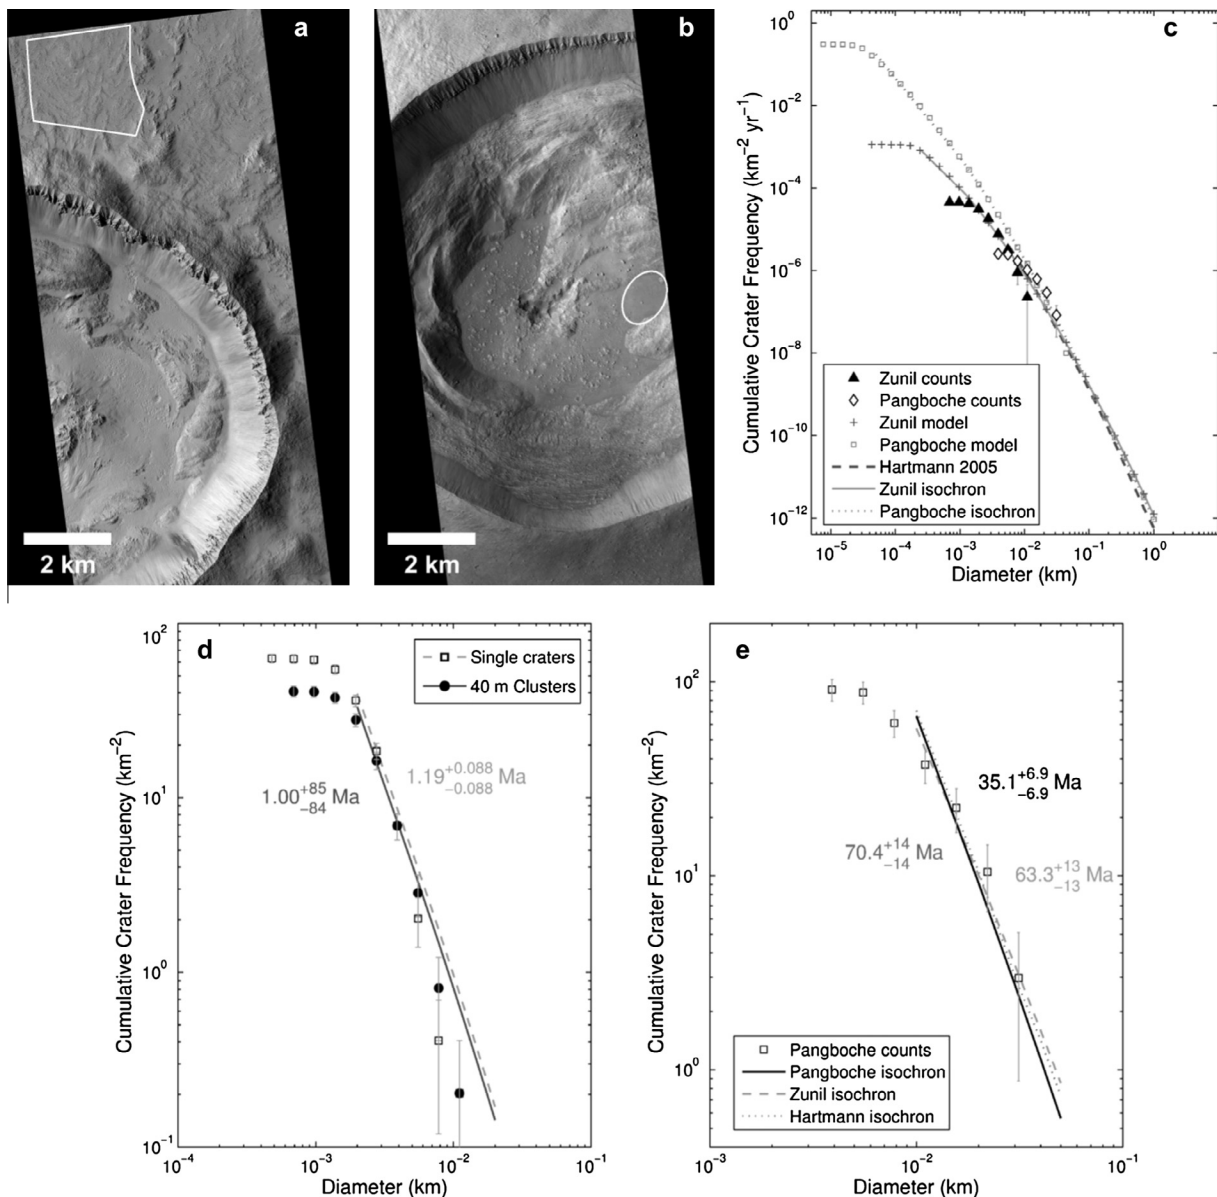 a
2 km
b
2 km
c
Cumulative Crater Frequency (km⁻² yr⁻¹)
10⁰
10⁻²
10⁻⁴
10⁻⁶
10⁻⁸
10⁻¹⁰
10⁻¹²
Zunil counts
Pangboche counts
Zunil model
Pangboche model
Hartmann 2005
Zunil isochron
Pangboche isochron
10⁻⁵ 10⁻⁴ 10⁻³ 10⁻² 10⁻¹ 10⁰
Diameter (km)
d
Cumulative Crater Frequency (km⁻²)
10²
10¹
10⁰
10⁻¹
Single craters
40 m Clusters
1.00 +85 −84 Ma
1.19 +0.088 −0.088 Ma
10⁻⁴ 10⁻³ 10⁻² 10⁻¹
Diameter (km)
e
Cumulative Crater Frequency (km⁻²)
10²
10¹
10⁰
35.1 +6.9 −6.9 Ma
70.4 +14 −14 Ma
63.3 +13 −13 Ma
Pangboche counts
Pangboche isochron
Zunil isochron
Hartmann isochron
10⁻³ 10⁻² 10⁻¹
Diameter (km)